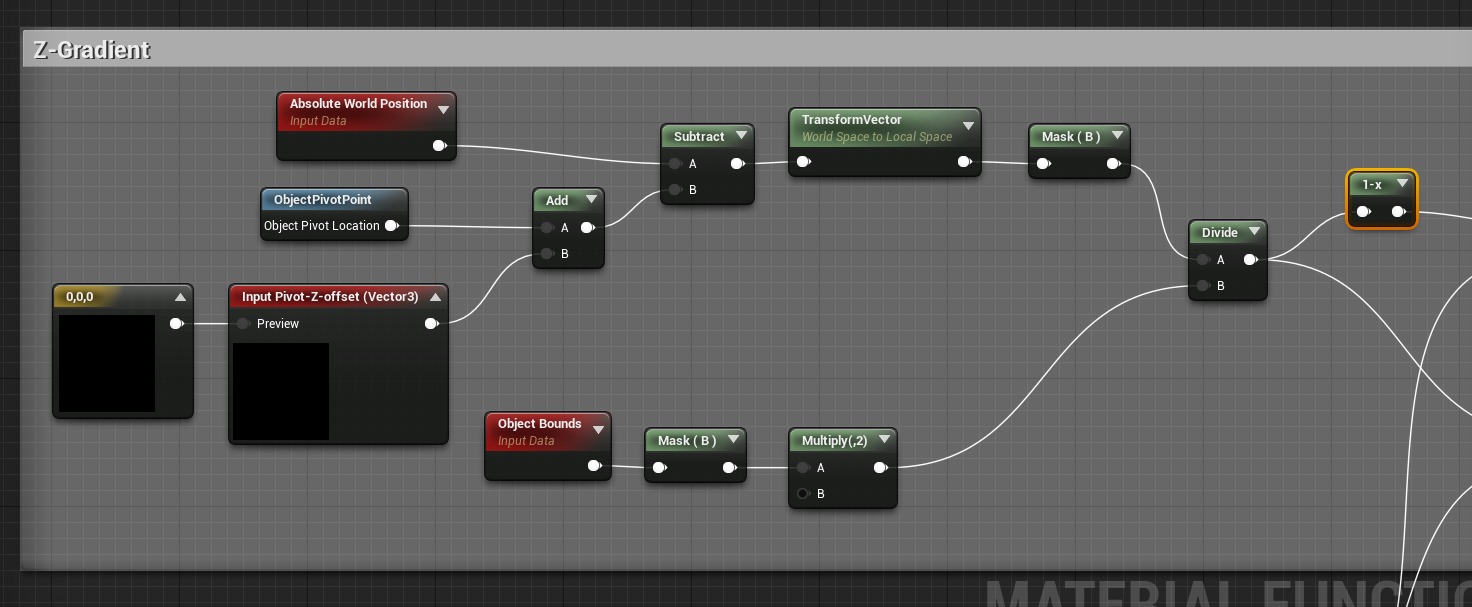 Z-Gradient
Absolute World Position
Input Data
ObjectPivotPoint
Object Pivot Location
0,0,0
Input Pivot-Z-offset (Vector3)
Preview
Add
A
B
Subtract
A
B
TransformVector
World Space to Local Space
Mask ( B )
Object Bounds
Input Data
Mask ( B )
Multiply(,2)
A
B
Divide
A
B
1-x
MATERIAL